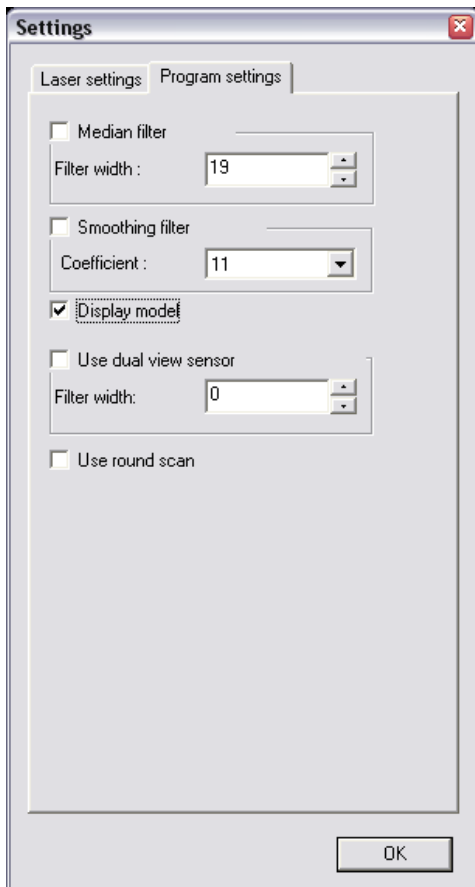 Settings
Laser settings Program settings
Median filter
Filter width : 19
Smoothing filter
Coefficient : 11
Display model
Use dual view sensor
Filter width: 0
Use round scan
OK